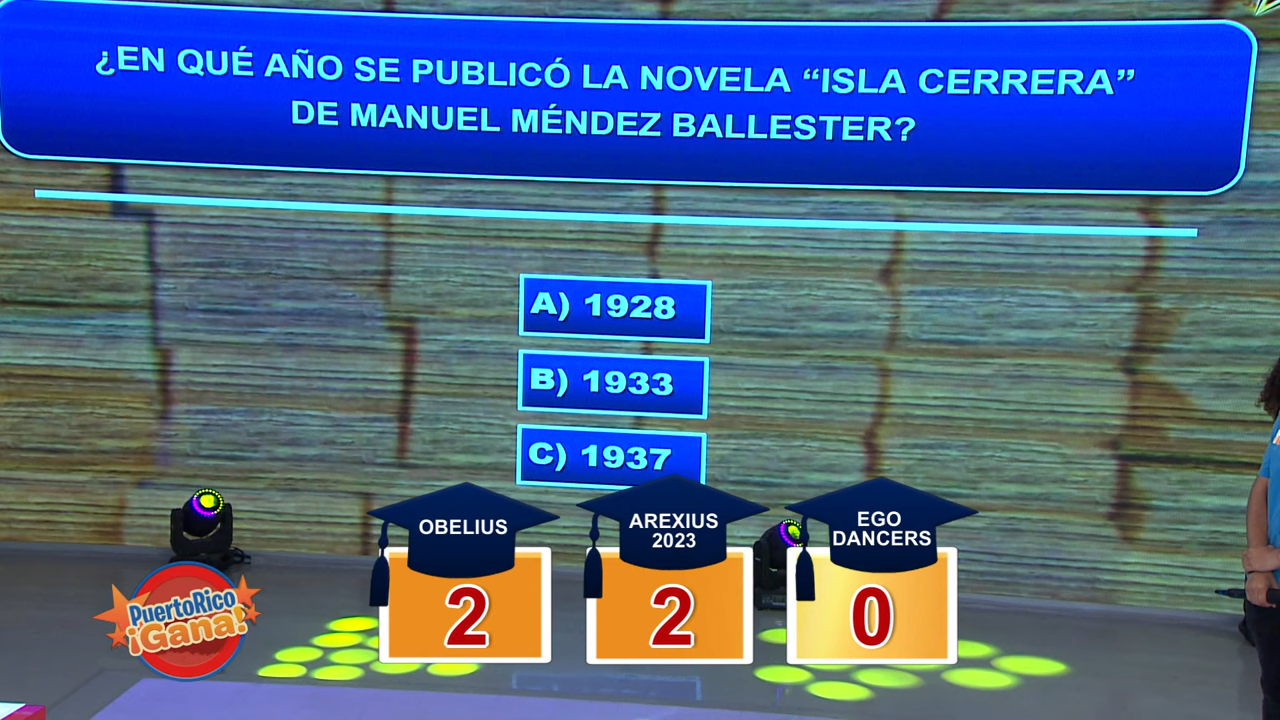 ¿EN QUÉ AÑO SE PUBLICÓ LA NOVELA “ISLA CERRERA”
DE MANUEL MÉNDEZ BALLESTER?
A) 1928
B) 1933
C) 1937
OBELIUS
AREXIUS
2023
EGO
DANCERS
2
2
0
PuertoRico
¡Gana!